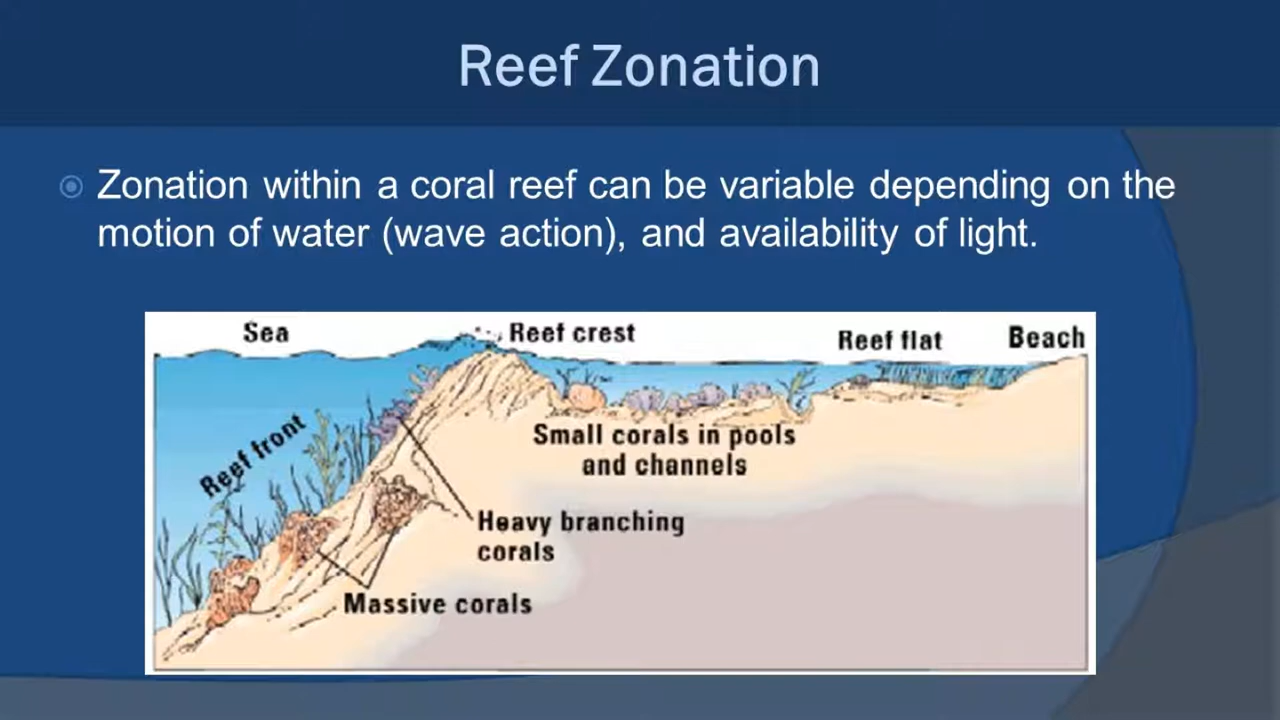 Reef Zonation
Zonation within a coral reef can be variable depending on the
motion of water (wave action), and availability of light.
Sea
Reef crest
Reef flat
Beach
Reef front
Small corals in pools
and channels
Heavy branching
corals
Massive corals